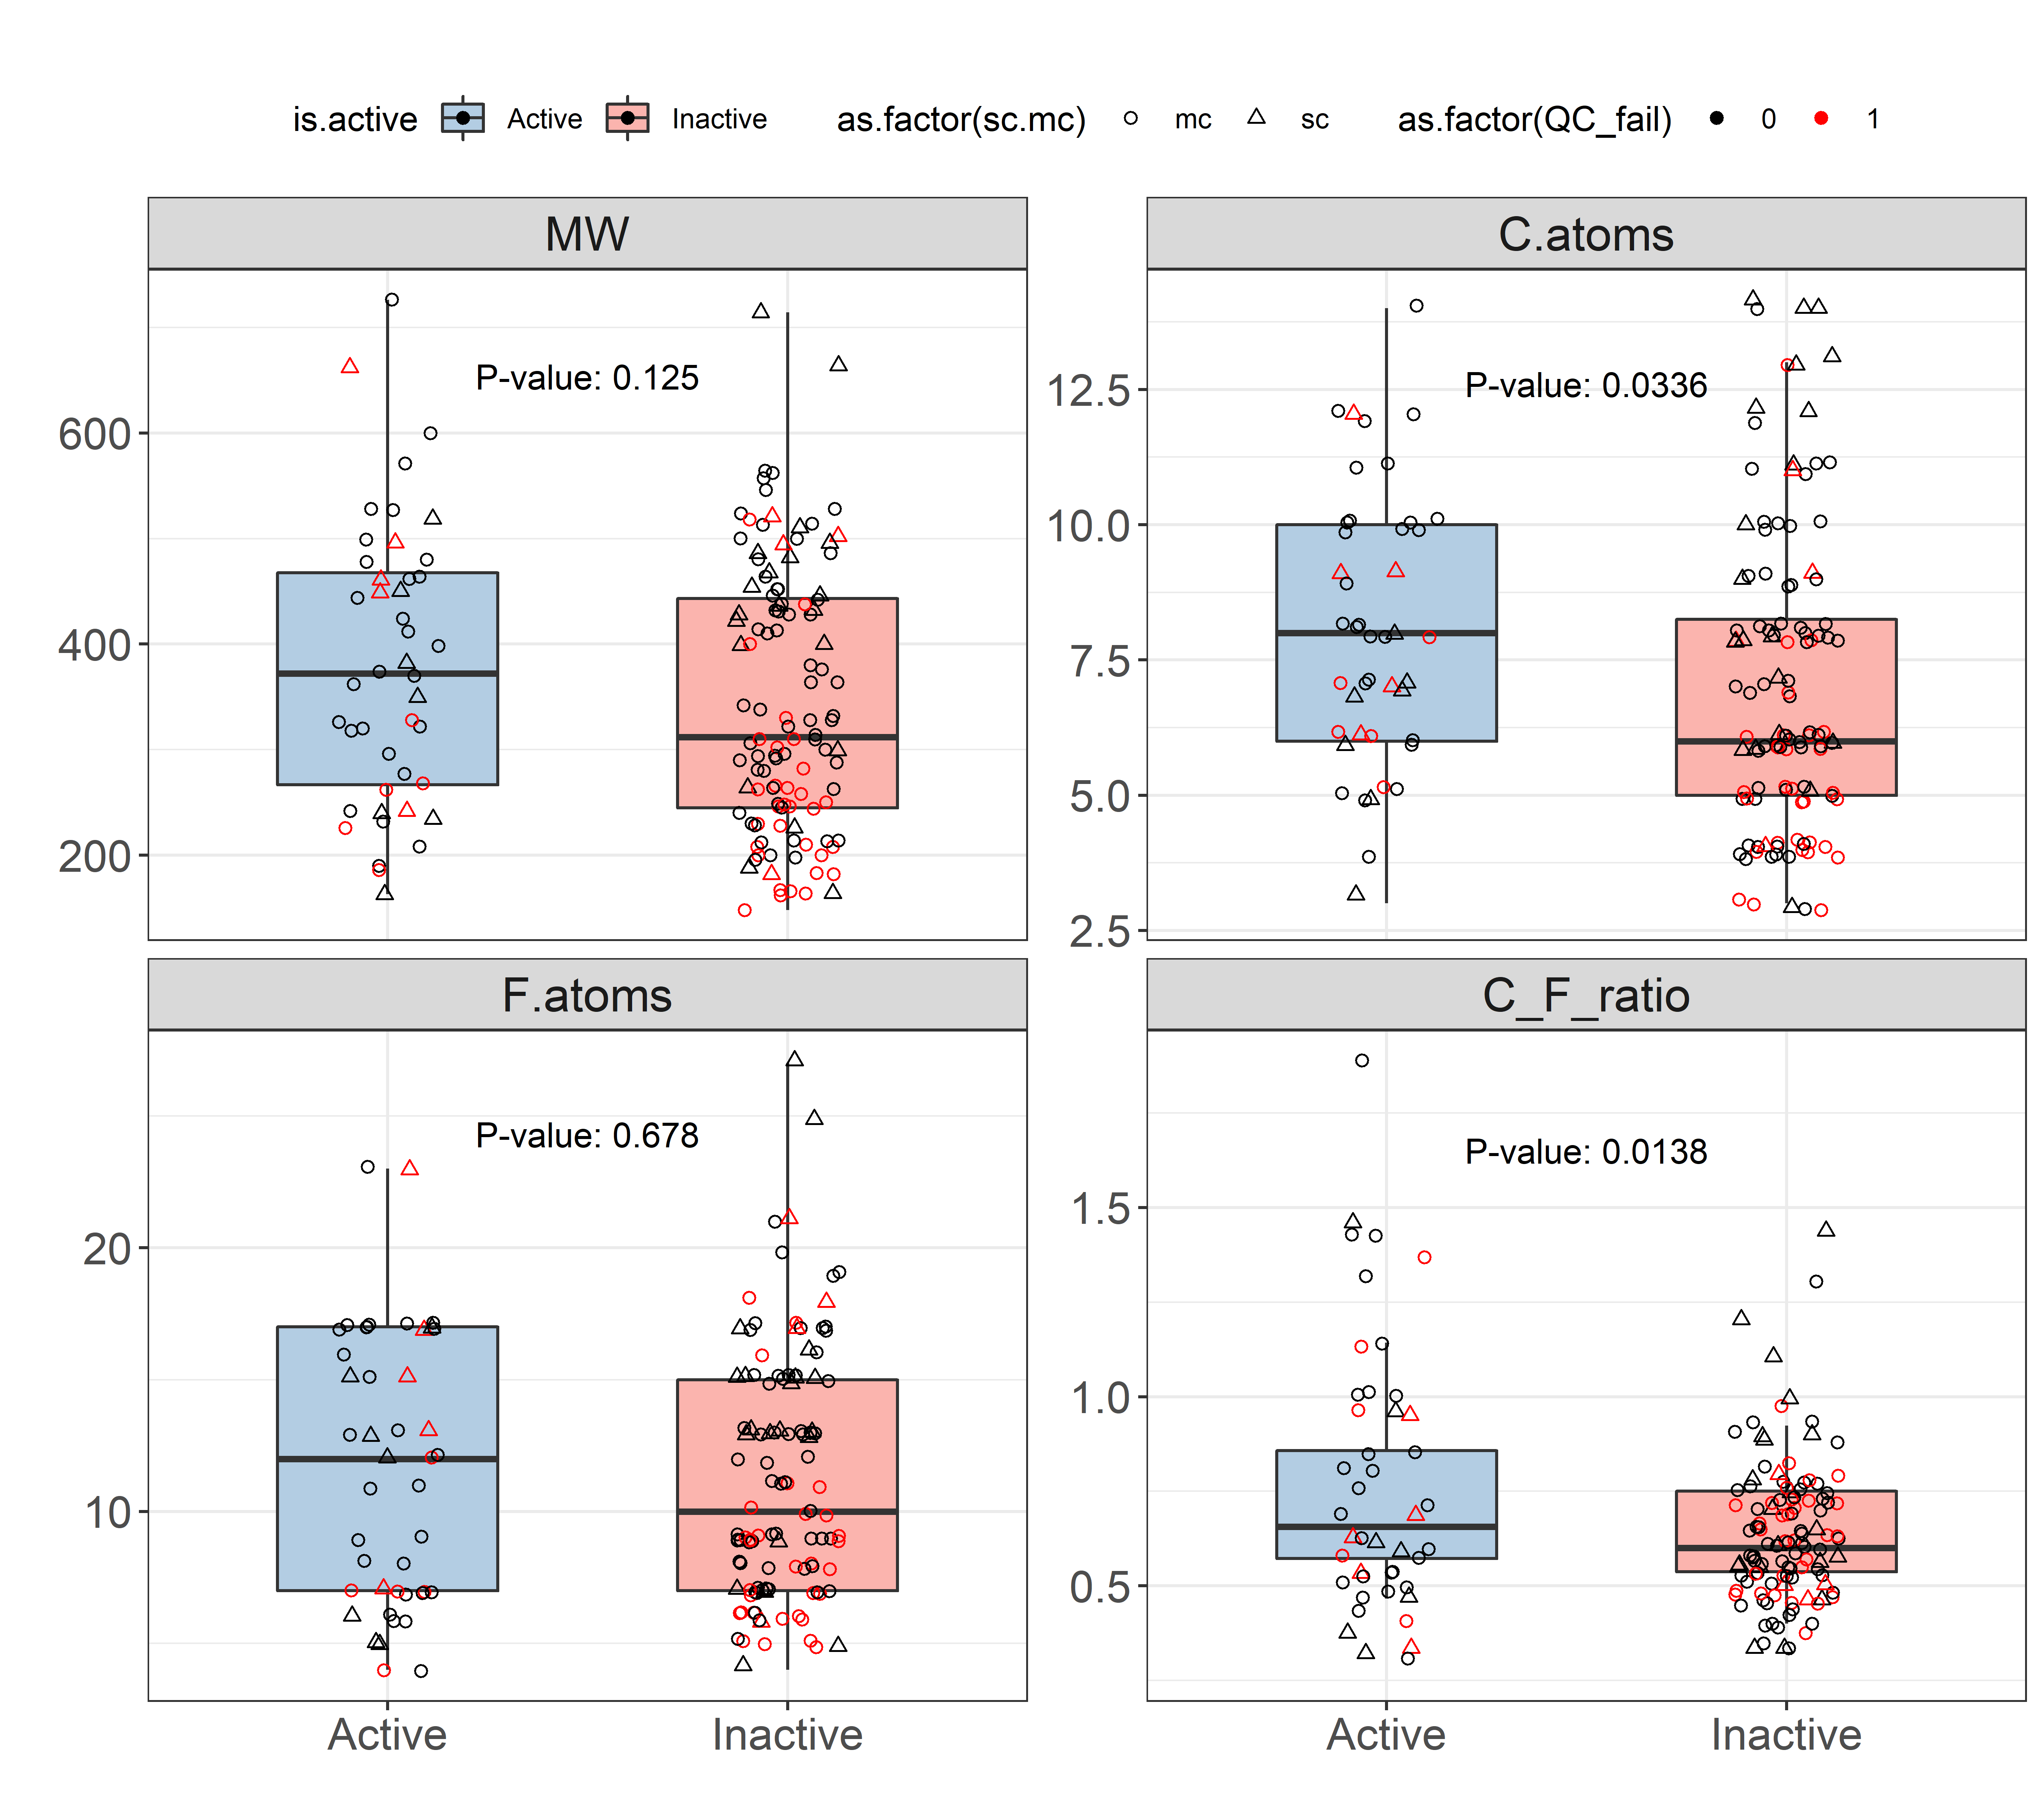 is.active Active Inactive as.factor(sc.mc) mc sc as.factor(QC_fail) 0 1
MW
P-value: 0.125
600
400
200
C.atoms
P-value: 0.0336
12.5
10.0
7.5
5.0
2.5
F.atoms
P-value: 0.678
20
10
Active Inactive
C_F_ratio
P-value: 0.0138
1.5
1.0
0.5
Active Inactive